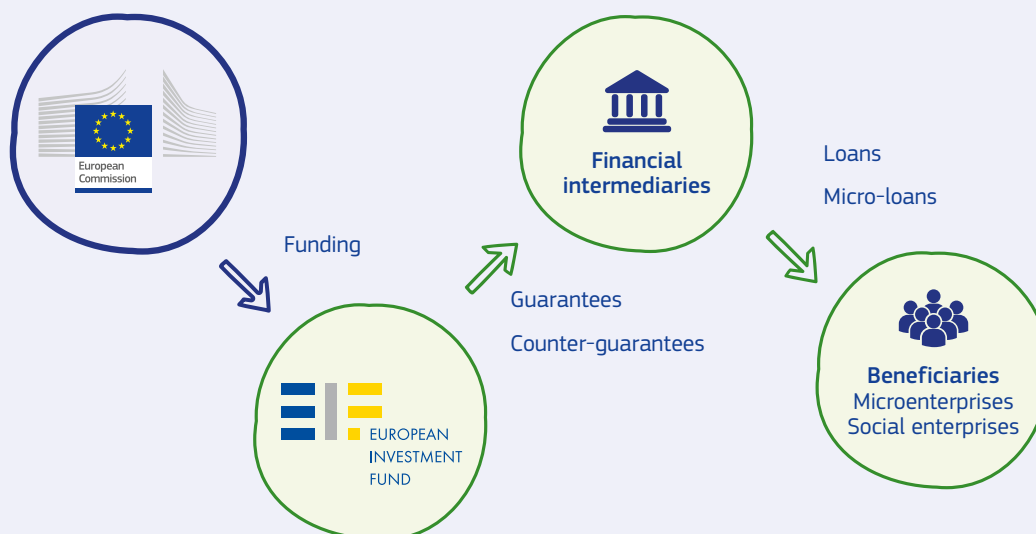 European
Commission
Funding
EUROPEAN
INVESTMENT
FUND
Guarantees
Counter-guarantees
Financial
intermediaries
Loans
Micro-loans
Beneficiaries
Microenterprises
Social enterprises